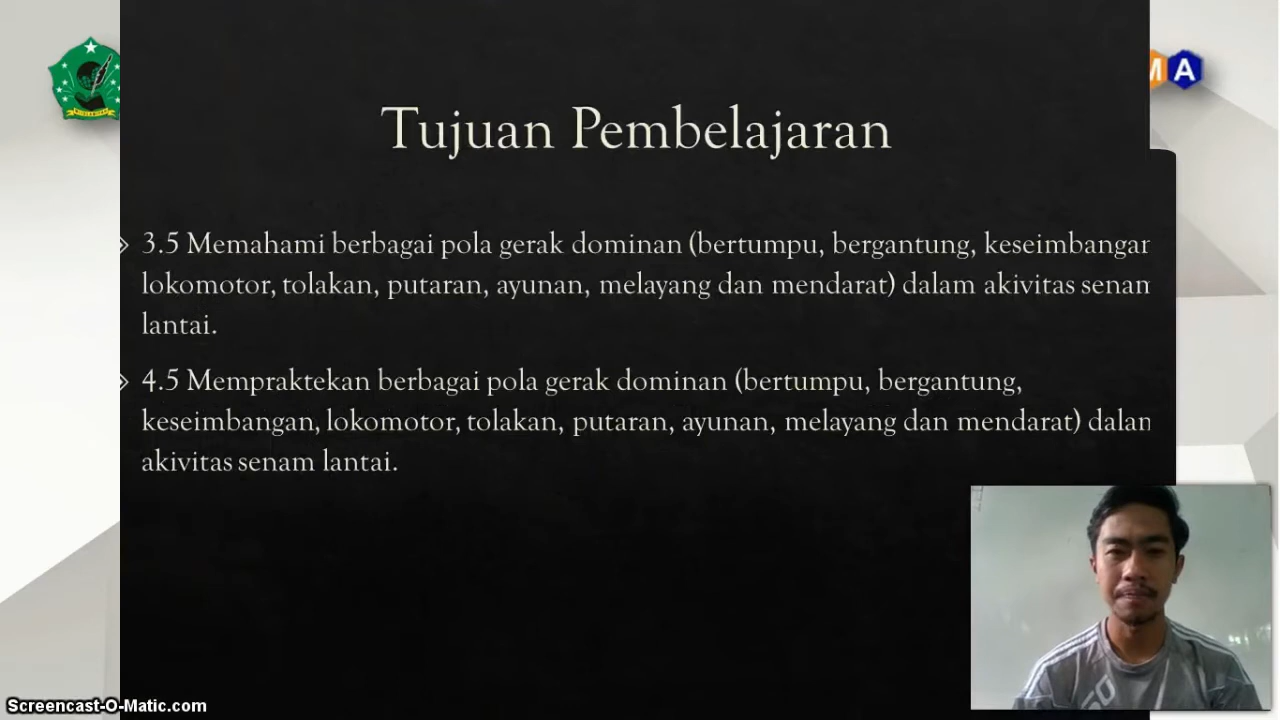 MA
Tujuan Pembelajaran
3.5 Memahami berbagai pola gerak dominan (bertumpu, bergantung, keseimbangan
lokomotor, tolakan, putaran, ayunan, melayang dan mendarat) dalam akivitas senam
lantai.
4.5 Mempraktekan berbagai pola gerak dominan (bertumpu, bergantung,
keseimbangan, lokomotor, tolakan, putaran, ayunan, melayang dan mendarat) dalam
akivitas senam lantai.
Screencast-O-Matic.com